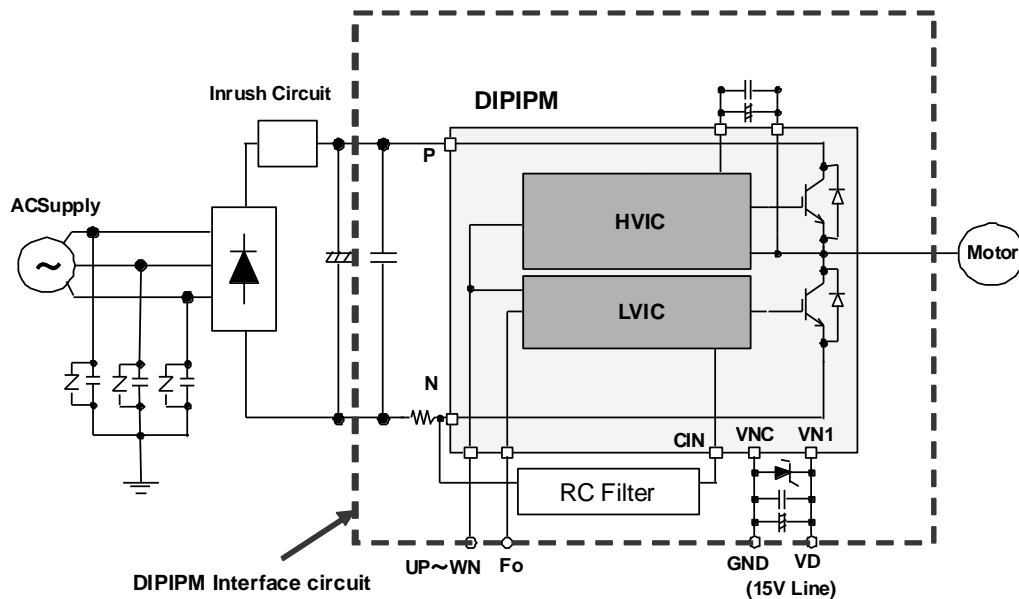 Inrush Circuit
DIPIPM
P
ACSupply
~
HVIC
Motor
LVIC
N
CIN
VNC
VN1
RC Filter
UP～WN
Fo
GND
VD
(15V Line)
DIPIPM Interface circuit